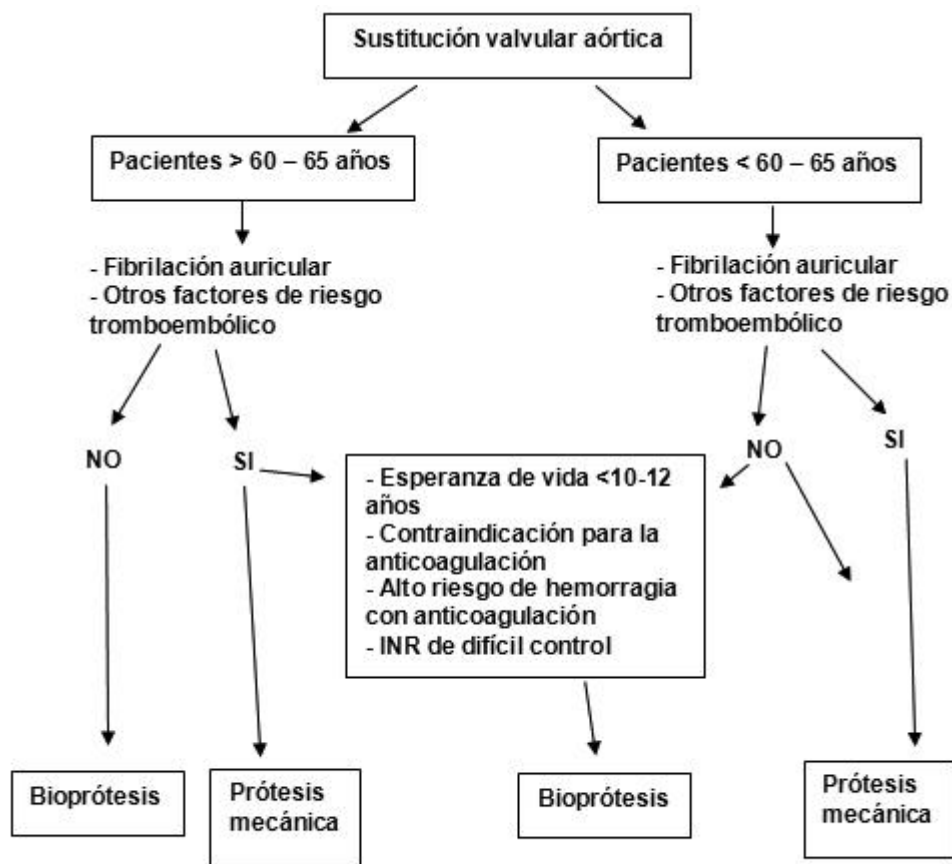 Sustitución valvular aórtica
Pacientes > 60 – 65 años
Pacientes < 60 – 65 años
- Fibrilación auricular
- Otros factores de riesgo
tromboembólico
- Fibrilación auricular
- Otros factores de riesgo
tromboembólico
NO
SI
NO
SI
- Esperanza de vida <10-12
años
- Contraindicación para la
anticoagulación
- Alto riesgo de hemorragia
con anticoagulación
- INR de difícil control
Bioprótesis
Prótesis
mecánica
Bioprótesis
Prótesis
mecánica